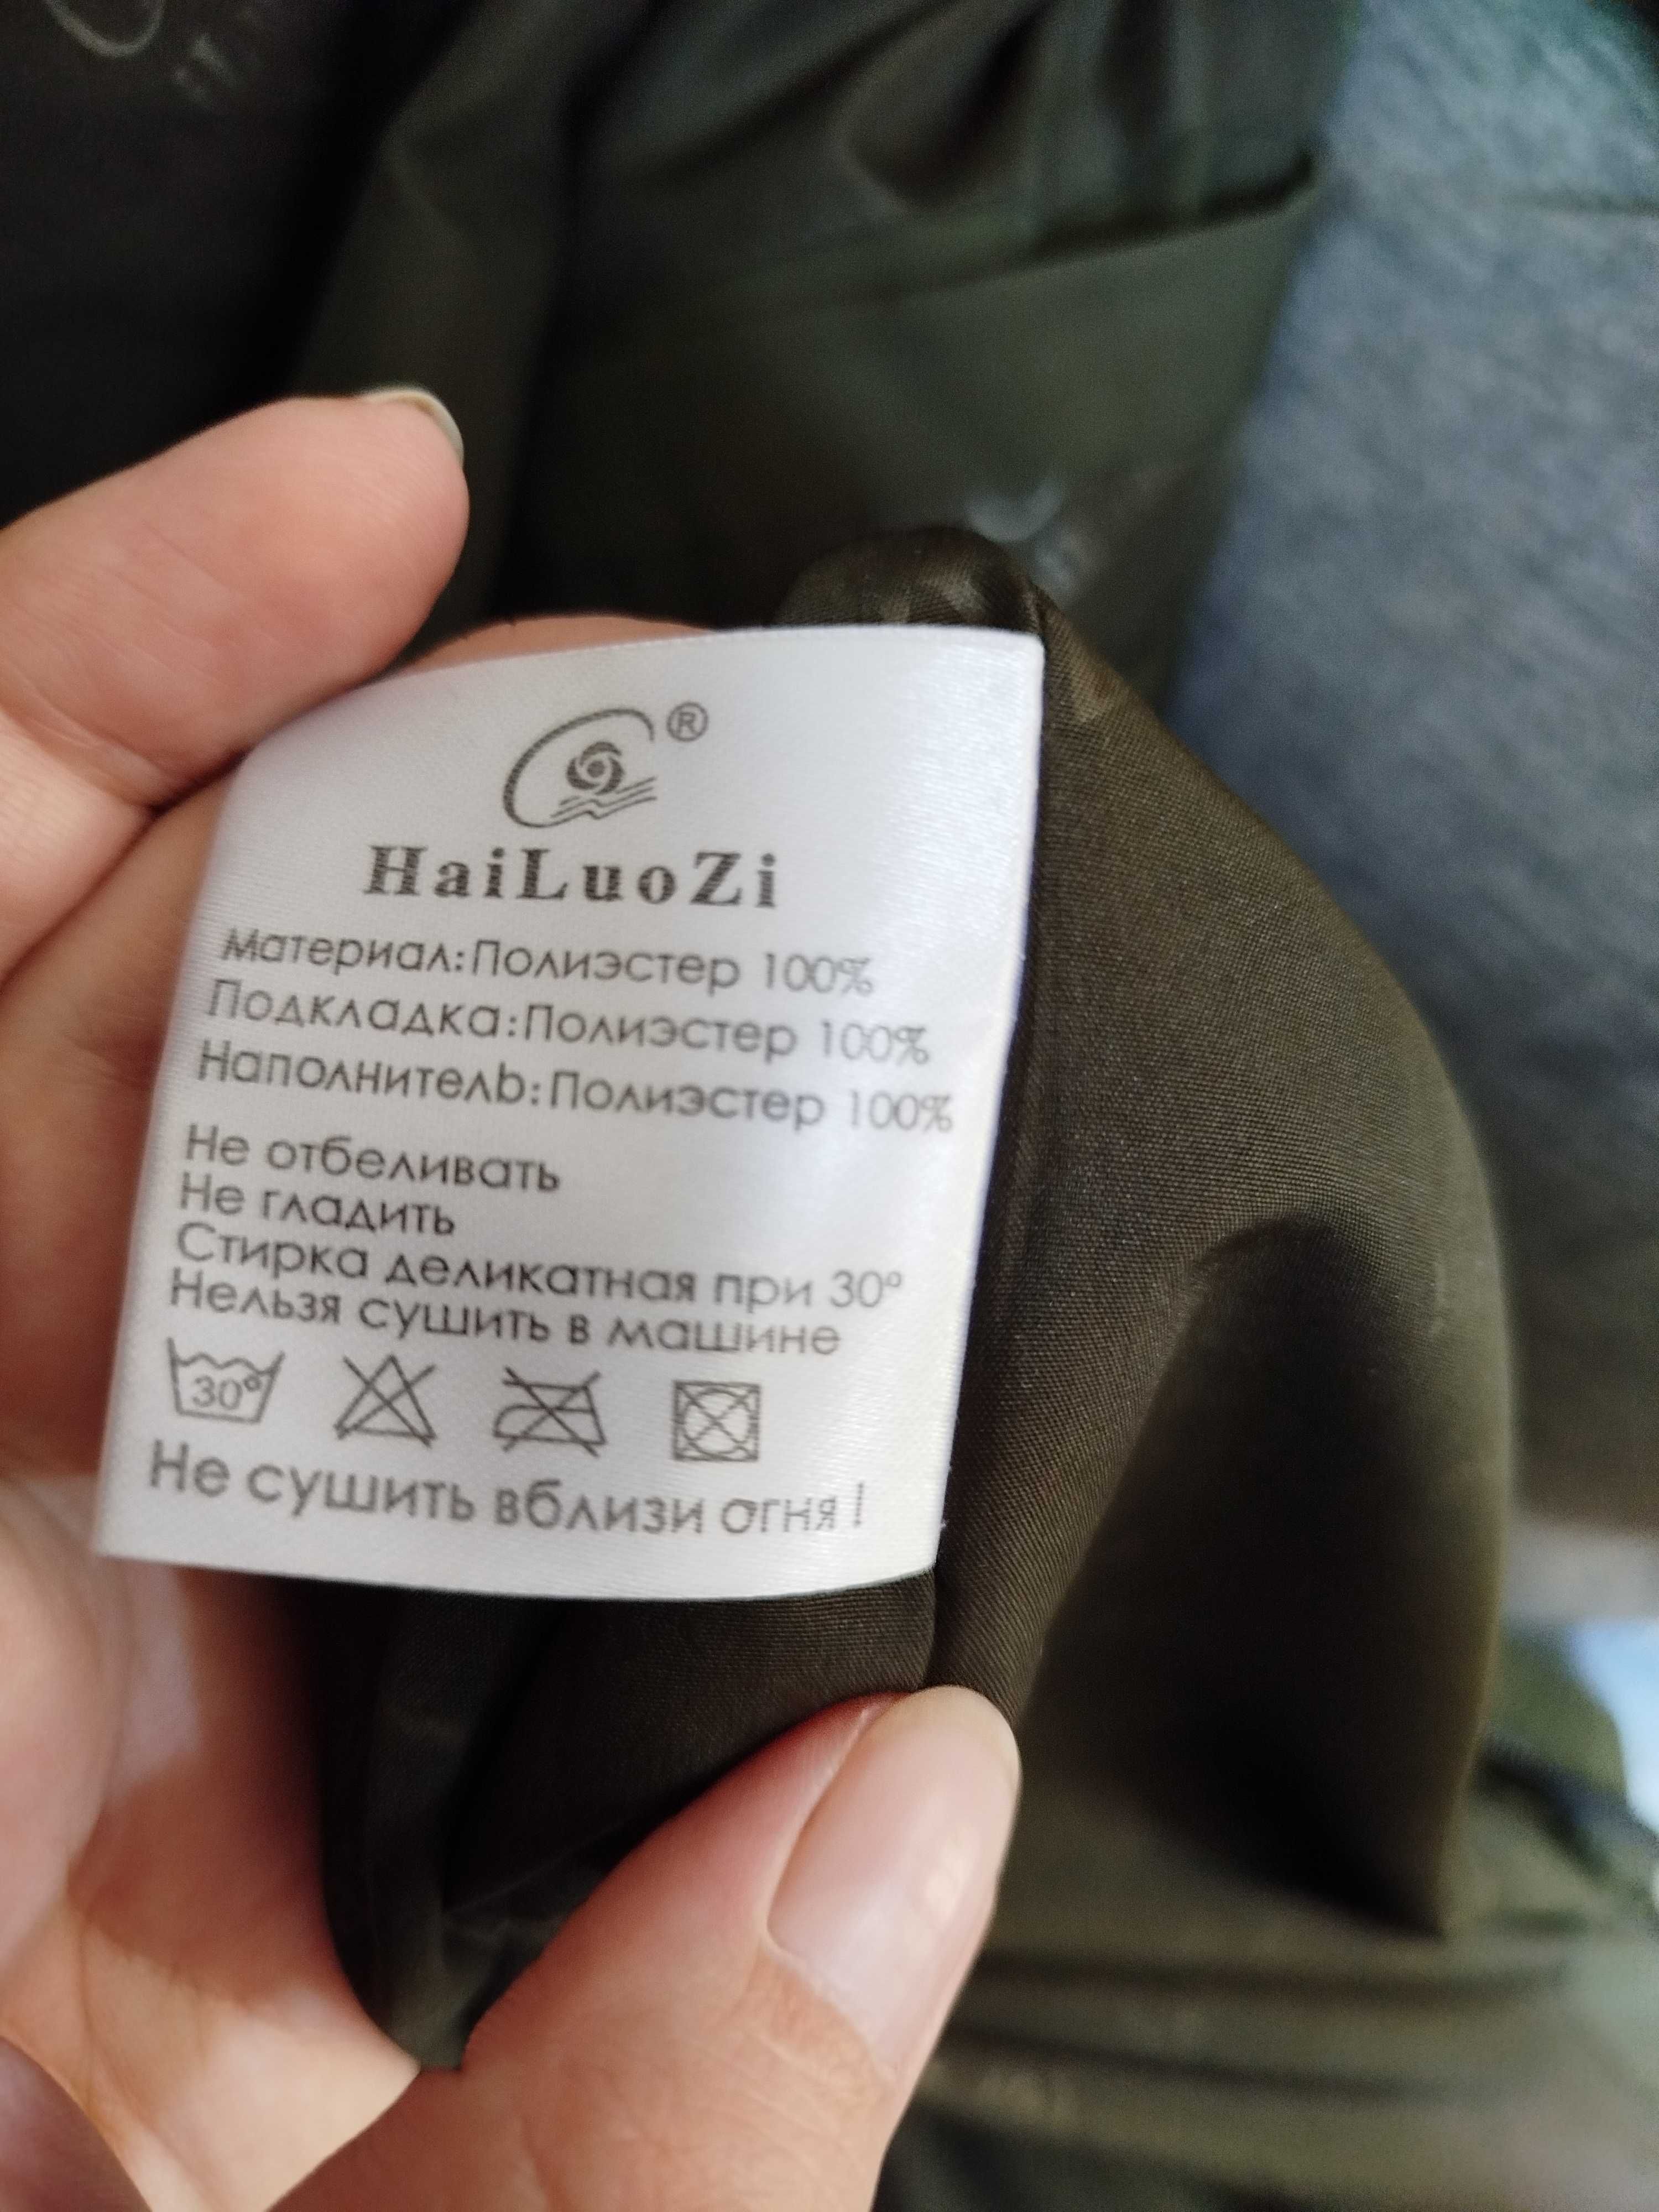 ®
HaiLuoZi
Материал:Полиэстер 100%
Подкладка:Полиэстер 100%
Наполнитель:Полиэстер 100%
Не отбеливать
Не гладить
Стирка деликатная при 30°
Нельзя сушить в машине
30°
Не сушить вблизи огня!